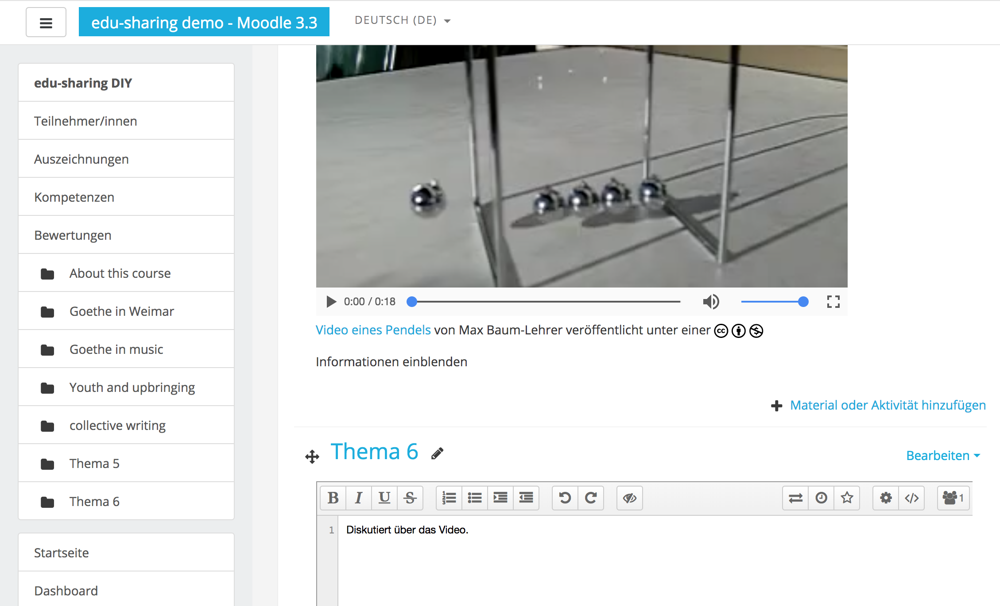 edu-sharing demo - Moodle 3.3
DEUTSCH (DE)
edu-sharing DIY
Teilnehmer/innen
Auszeichnungen
Kompetenzen
Bewertungen
About this course
Goethe in Weimar
Goethe in music
Youth and upbringing
collective writing
Thema 5
Thema 6
Startseite
Dashboard
0:00 / 0:18
Video eines Pendels von Max Baum-Lehrer veröffentlicht unter einer cc
Informationen einblenden
Material oder Aktivität hinzufügen
Thema 6
Bearbeiten
B I U S 1
1 Diskutiert über das Video.